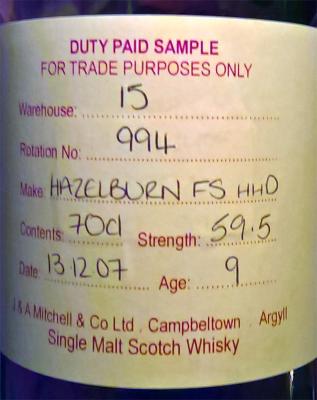 DUTY PAID SAMPLE
FOR TRADE PURPOSES ONLY
Warehouse: 15
Rotation No: 994
Make HAZELBURN FS HHD
Contents: 70cl Strength: 59.5
Date 13.12.07 Age: 9
J & A Mitchell & Co Ltd . Campbeltown . Argyll
Single Malt Scotch Whisky